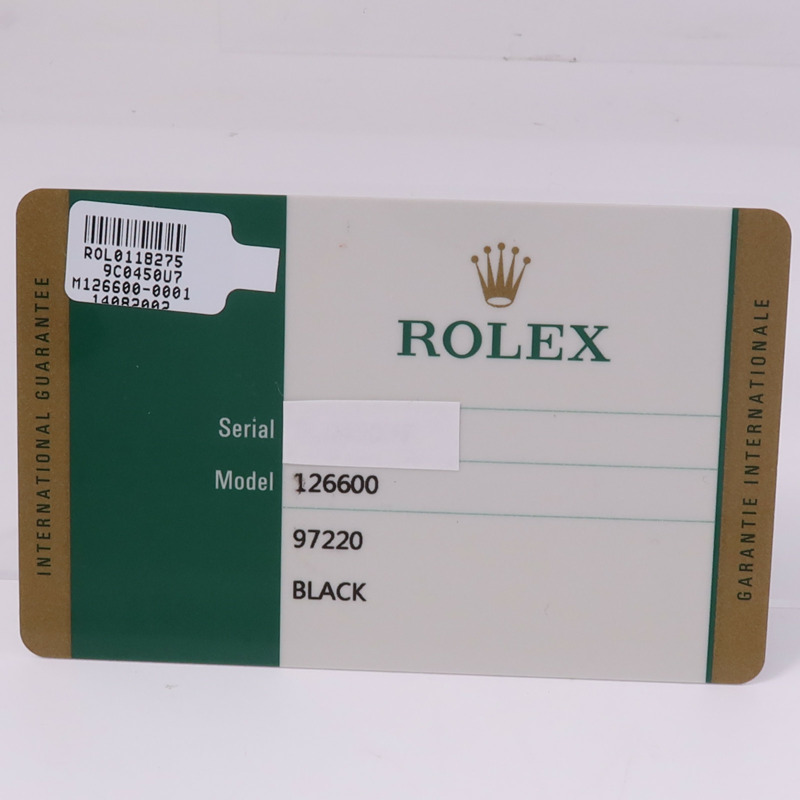 INTERNATIONAL GUARANTEE
ROL0118275
9C0450U7
M126600-0001
14082002
ROLEX
Serial
Model 126600
97220
BLACK
GARANTIE INTERNATIONALE